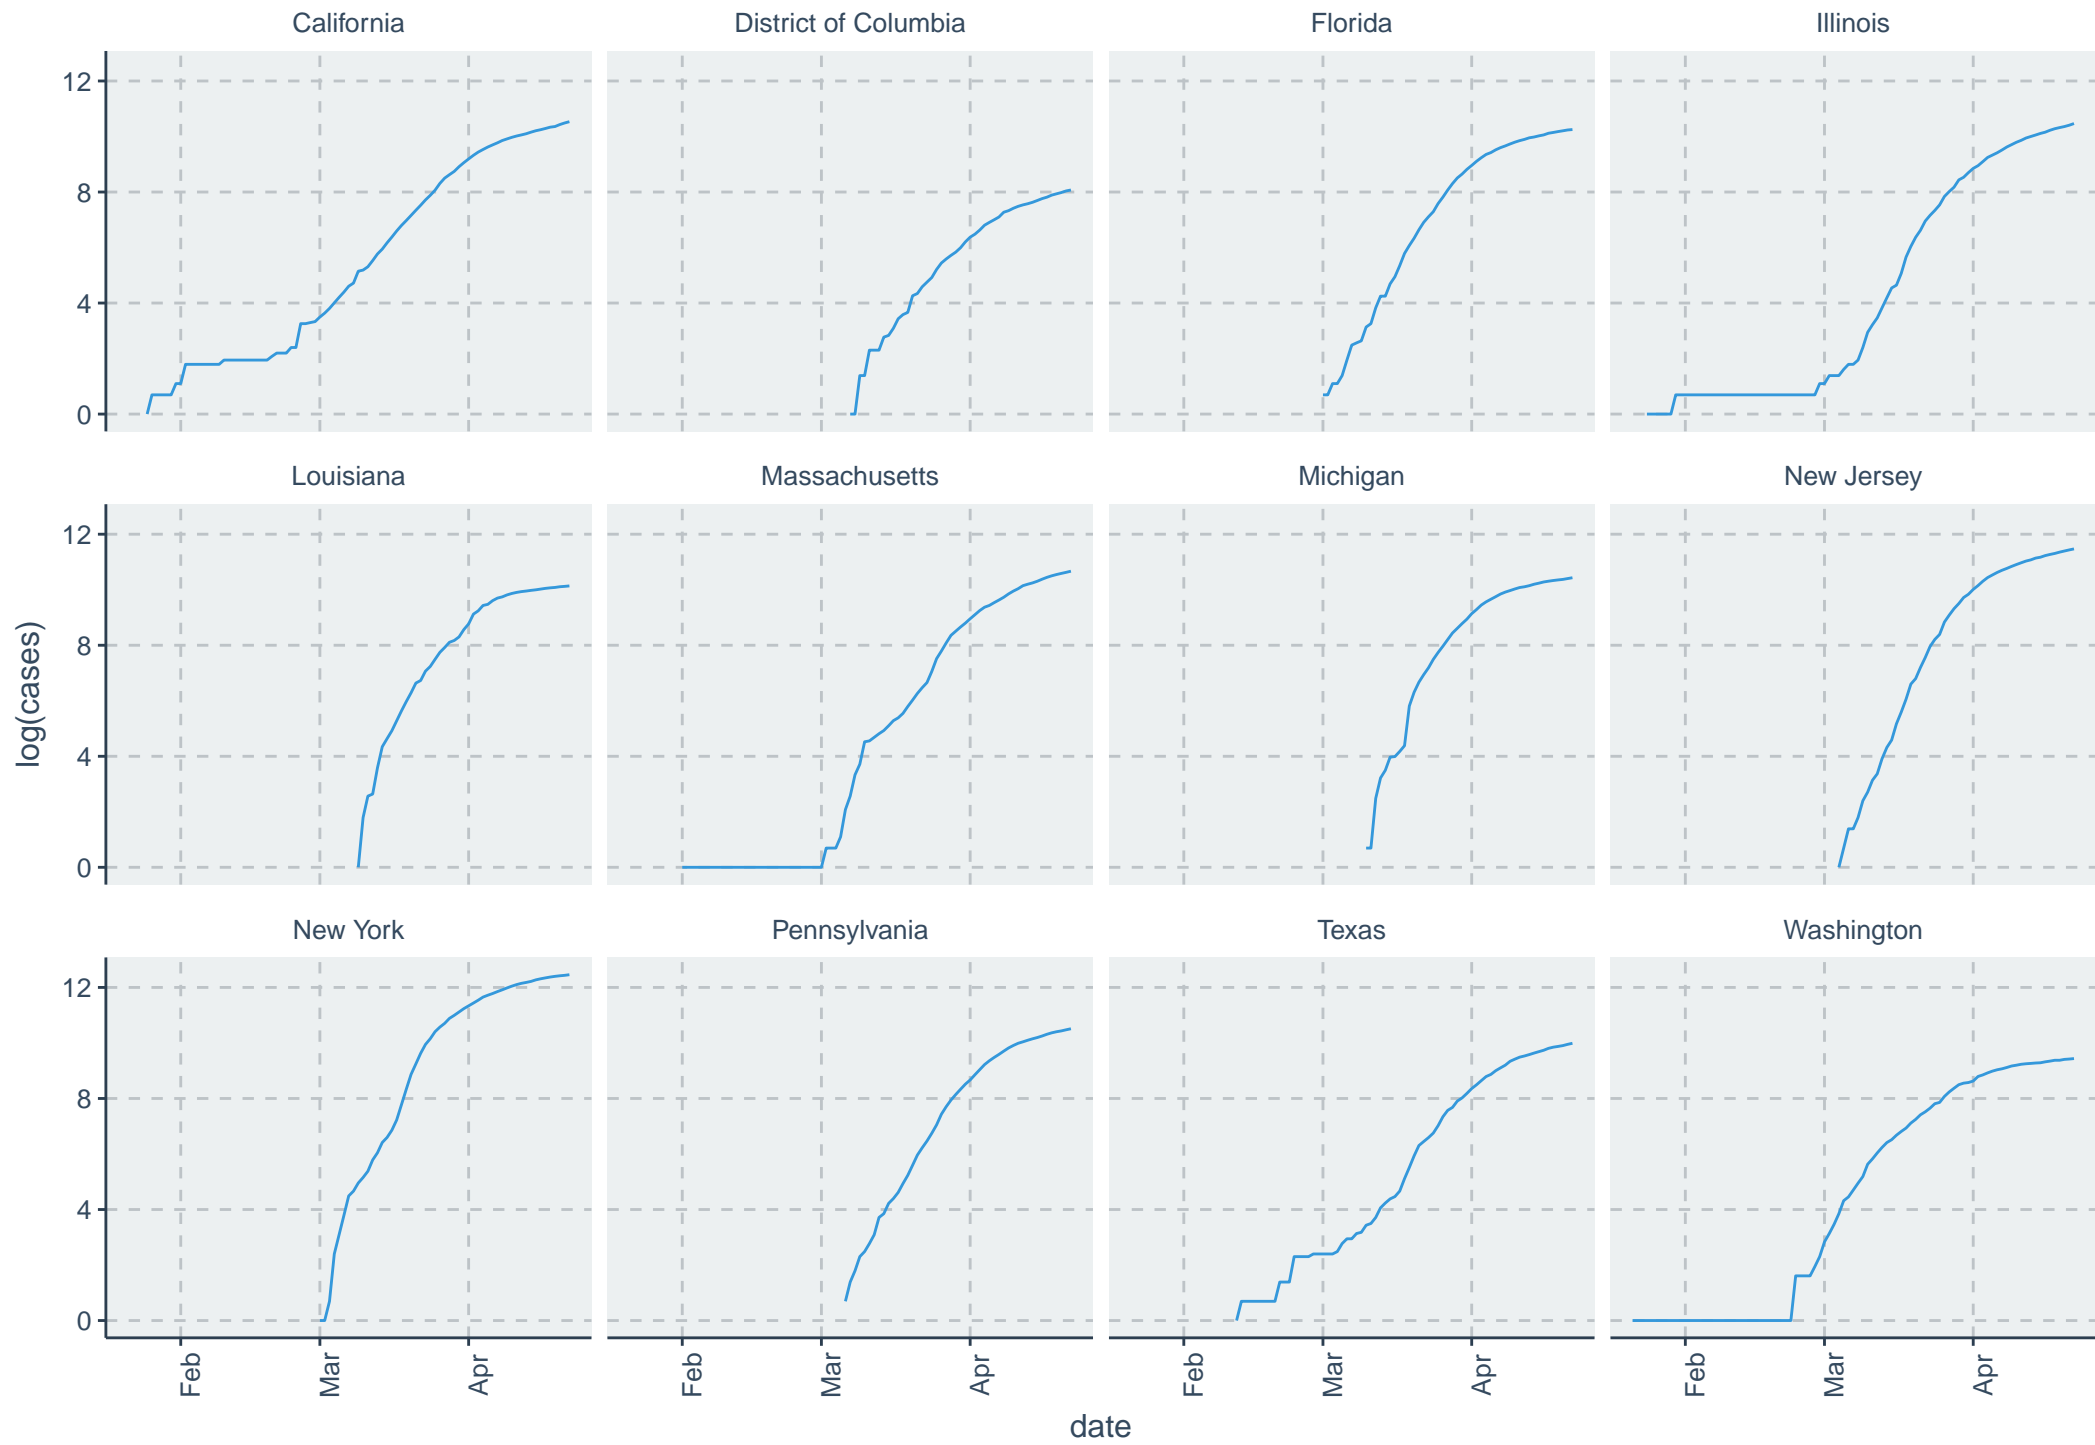 California District of Columbia Florida Illinois
12
8
4
0
Louisiana Massachusetts Michigan New Jersey
12
8
4
0
log(cases)
New York Pennsylvania Texas Washington
12
8
4
0
Feb Mar Apr Feb Mar Apr Feb Mar Apr Feb Mar Apr
date